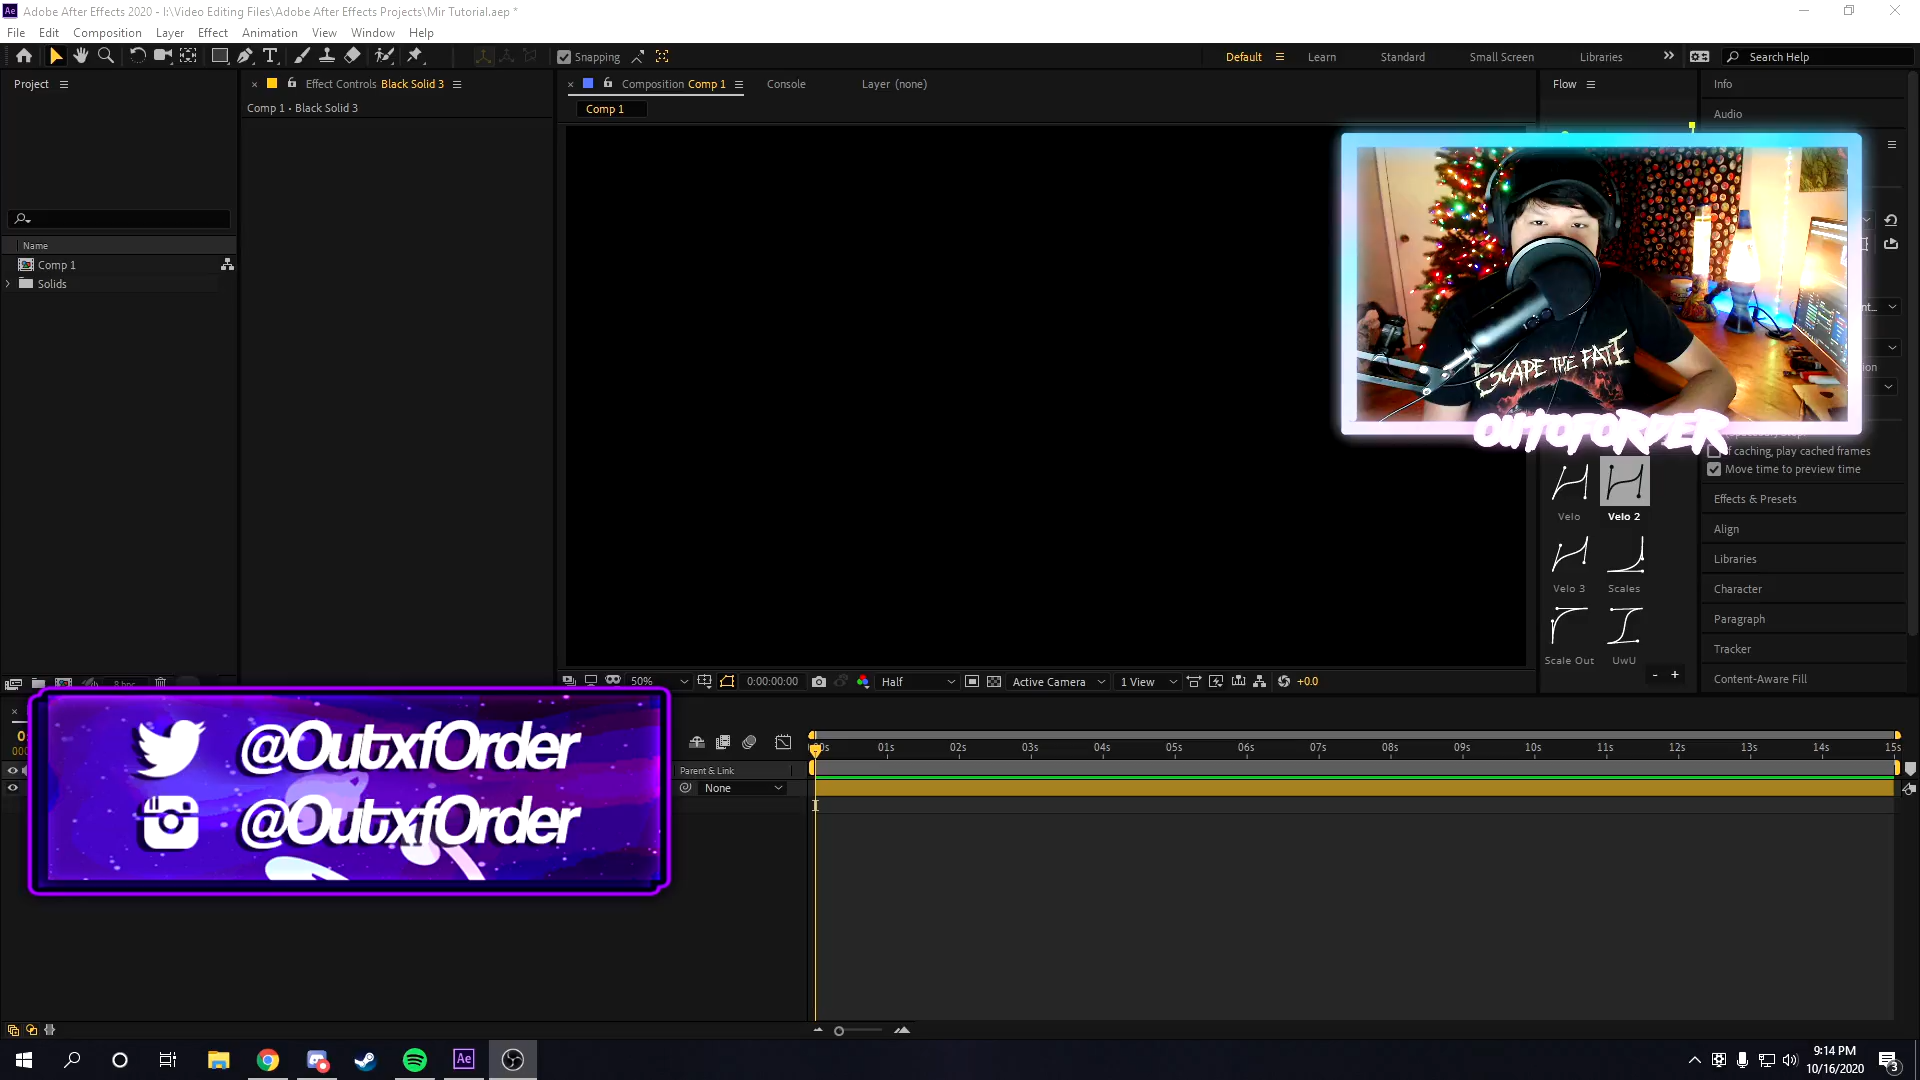 Adobe After Effects 2020 - I:\Video Editing Files\Adobe After Effects Projects\Mir Tutorial.aep *
File Edit Composition Layer Effect Animation View Window Help
Snapping
Default Learn Standard Small Screen Libraries Search Help
Project
Effect Controls Black Solid 3
Composition Comp 1
Console
Layer (none)
Flow
Info
Comp 1 • Black Solid 3
Comp 1
Audio
Name
Comp 1
Solids
ESCAPE THE FATE
OUTOFORDER
If caching, play cached frames
Move time to preview time
Velo
Velo 2
Effects & Presets
Align
Libraries
Velo 3
Scales
Character
Paragraph
Tracker
Scale Out
UwU
Content-Aware Fill
8 bpc
50%
0:00:00:00
Half
Active Camera
1 View
+0.0
@OutxfOrder
@OutxfOrder
01s 02s 03s 04s 05s 06s 07s 08s 09s 10s 11s 12s 13s 14s 15s
Parent & Link
None
9:14 PM
10/16/2020
3